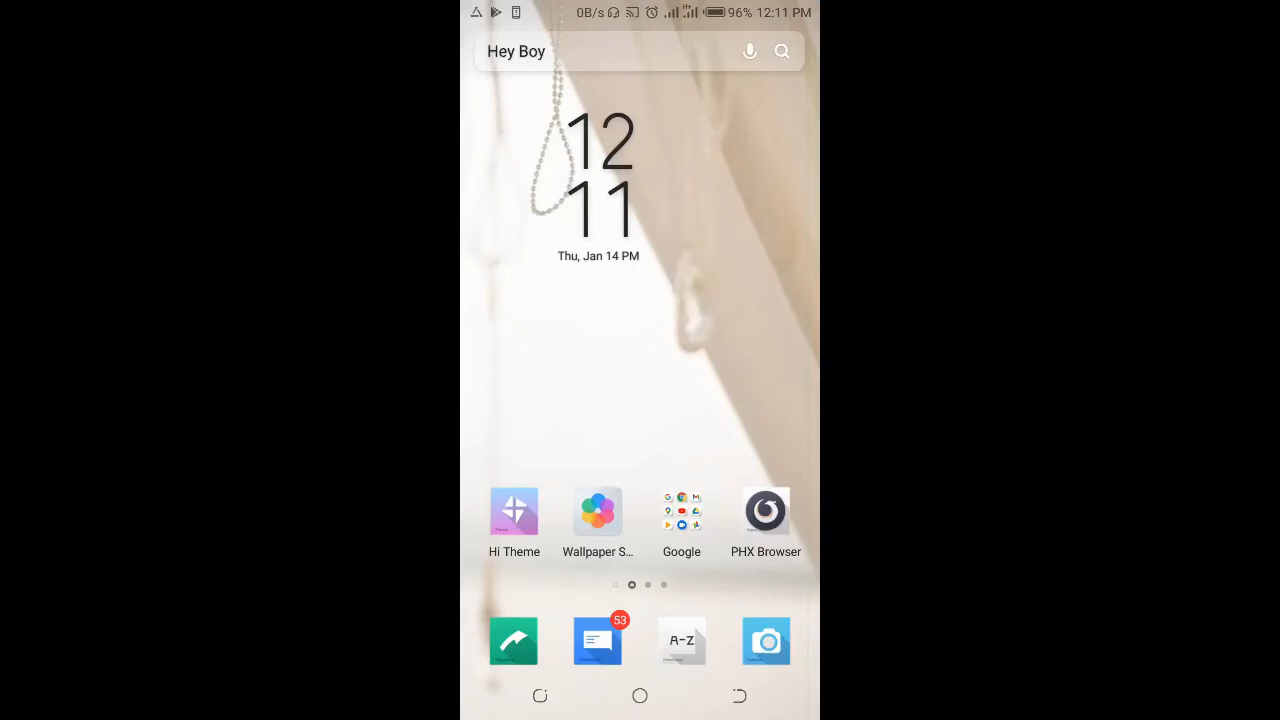 0B/s H+ 96% 12:11 PM
Hey Boy
12
11
Thu, Jan 14 PM
Hi Theme Wallpaper S... Google PHX Browser
53
A-Z